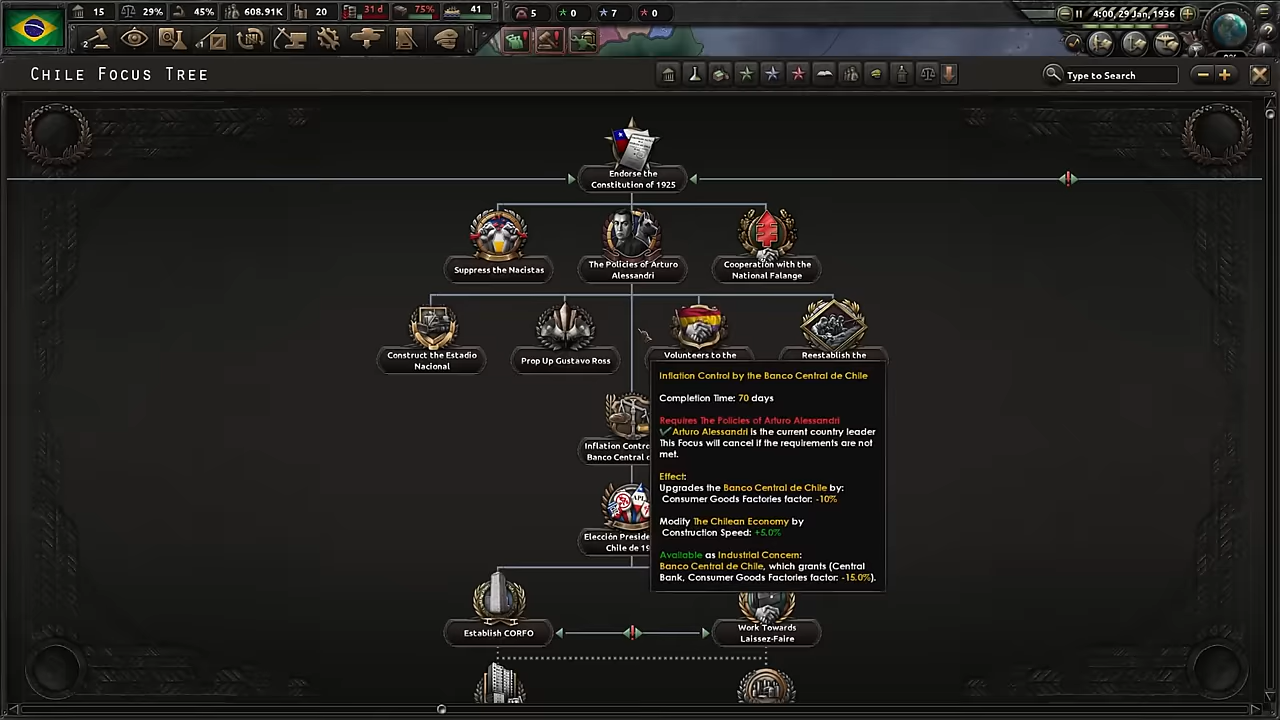 15 29% 45% 608.91K 20 31 d 75% 41 5 0 7 0 4:00, 29 Jan, 1936
CHILE FOCUS TREE
Type to Search
Endorse the
Constitution of 1925
Suppress the Nacistas
The Policies of Arturo
Alessandri
Cooperation with the
National Falange
Construct the Estadio
Nacional
Prop Up Gustavo Ross
Volunteers to the
Reestablish the
Inflation Contro
Banco Central d
Inflation Control by the Banco Central de Chile
Completion Time: 70 days
Requires The Policies of Arturo Alessandri
Arturo Alessandri is the current country leader
This Focus will cancel if the requirements are not
met.
Effect:
Upgrades the Banco Central de Chile by:
Consumer Goods Factories factor: -10%
Modify The Chilean Economy by
Construction Speed: +5.0%
Available as Industrial Concern:
Banco Central de Chile, which grants (Central
Bank, Consumer Goods Factories factor: -15.0%).
Elección Preside
Chile de 19
Establish CORFO
Work Towards
Laissez-Faire